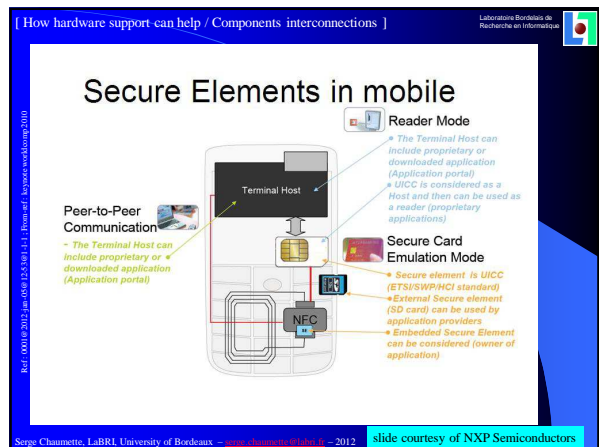 [ How hardware support can help / Components interconnections ]
Laboratoire Bordelais de
Recherche en Informatique
Secure Elements in mobile
Reader Mode
• The Terminal Host can
include proprietary or
downloaded application
(Application portal)
• UICC is considered as a
Host and then can be used as
a reader (proprietary
applications)
Terminal Host
Peer-to-Peer
Communication
- The Terminal Host can
include proprietary or
downloaded application
(Application portal)
Secure Card
Emulation Mode
• Secure element is UICC
(ETSI/SWP/HCI standard)
• External Secure element
(SD card) can be used by
application providers
• Embedded Secure Element
can be considered (owner of
application)
NFC
Serge Chaumette, LaBRI, University of Bordeaux – serge.chaumette@labri.fr – 2012
slide courtesy of NXP Semiconductors